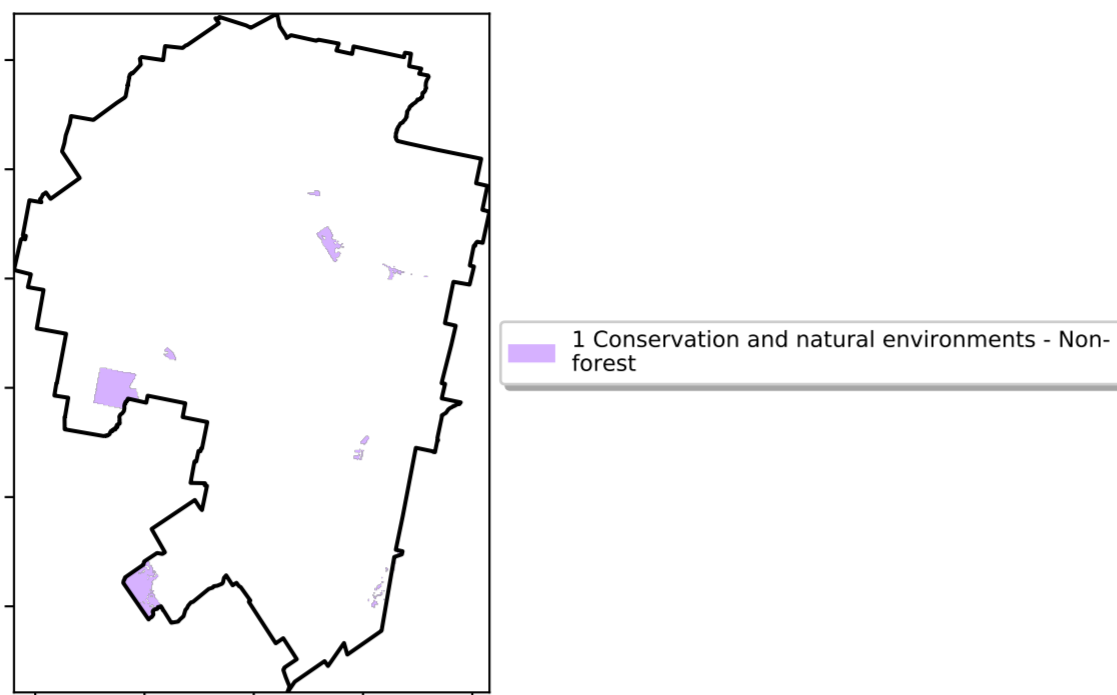 1 Conservation and natural environments - Non-
forest